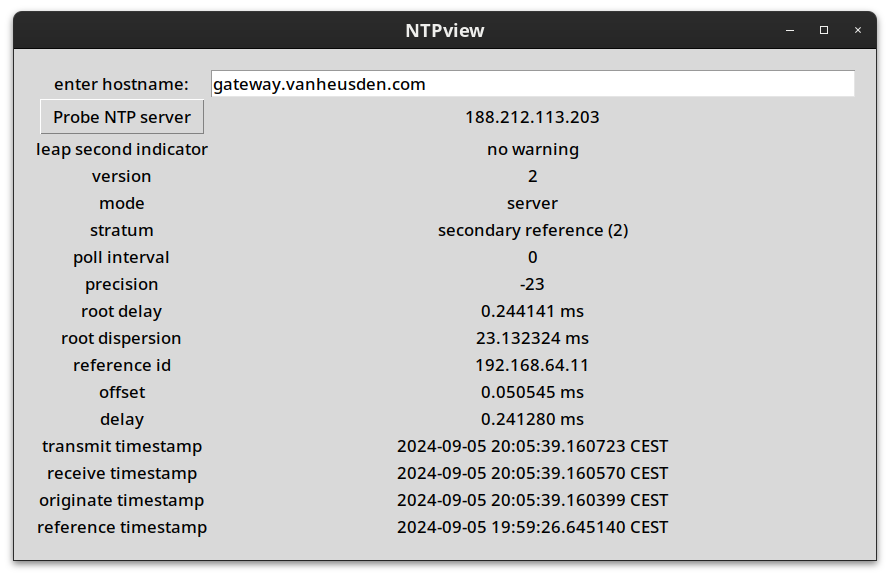 NTPview
enter hostname: gateway.vanheusden.com
Probe NTP server 188.212.113.203
leap second indicator no warning
version 2
mode server
stratum secondary reference (2)
poll interval 0
precision -23
root delay 0.244141 ms
root dispersion 23.132324 ms
reference id 192.168.64.11
offset 0.050545 ms
delay 0.241280 ms
transmit timestamp 2024-09-05 20:05:39.160723 CEST
receive timestamp 2024-09-05 20:05:39.160570 CEST
originate timestamp 2024-09-05 20:05:39.160399 CEST
reference timestamp 2024-09-05 19:59:26.645140 CEST